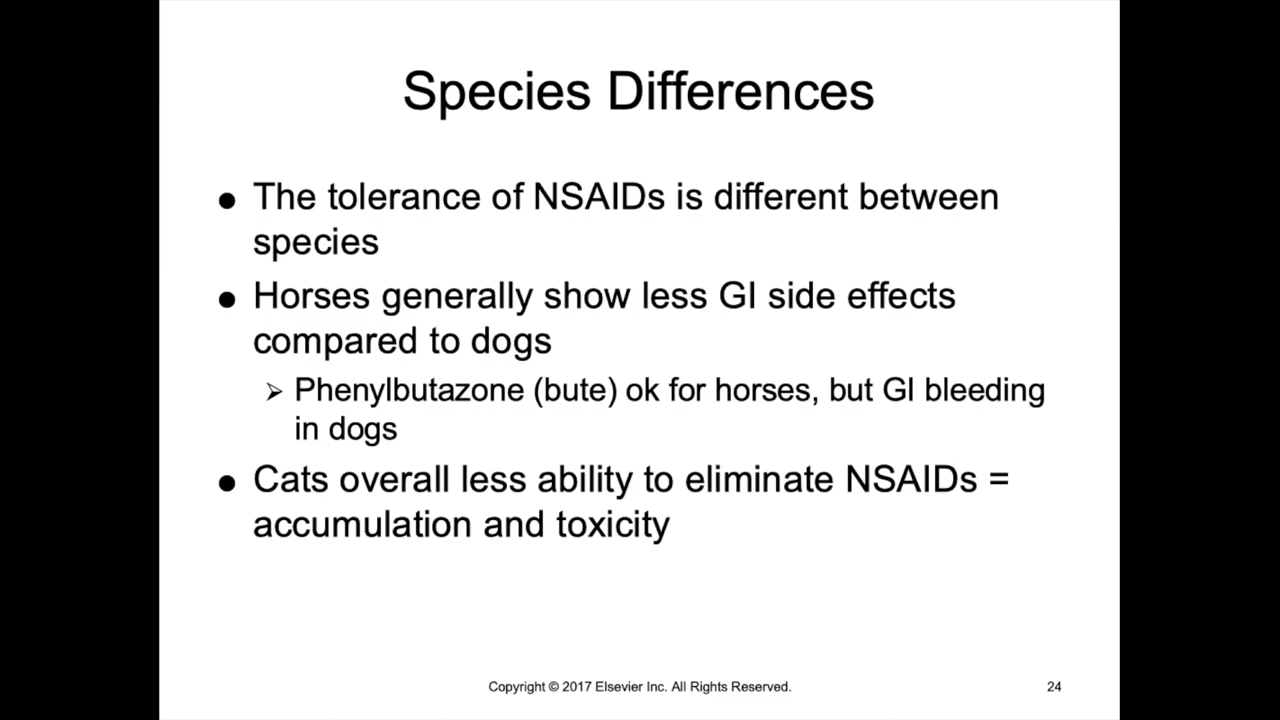 Species Differences
● The tolerance of NSAIDs is different between
species
● Horses generally show less GI side effects
compared to dogs
➢ Phenylbutazone (bute) ok for horses, but GI bleeding
in dogs
● Cats overall less ability to eliminate NSAIDs =
accumulation and toxicity
Copyright © 2017 Elsevier Inc. All Rights Reserved.
24